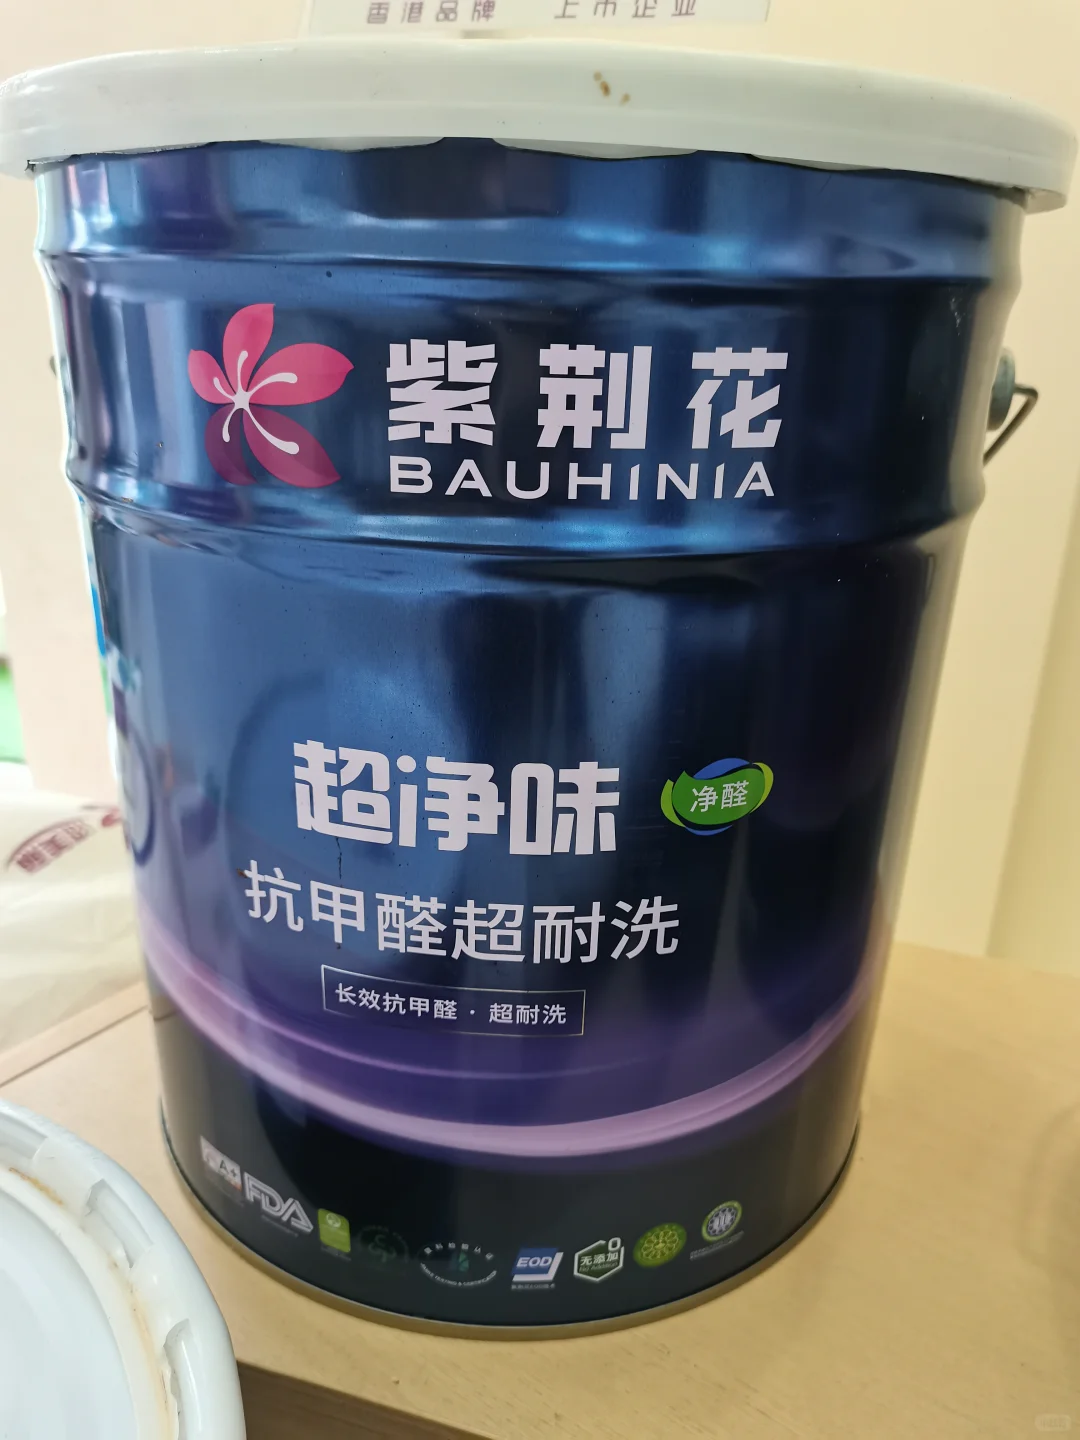 香港品牌 上市企业
紫荆花
BAUHINIA
超净味
净醛
抗甲醛超耐洗
长效抗甲醛·超耐洗
A+
FDA
EOD
无添加